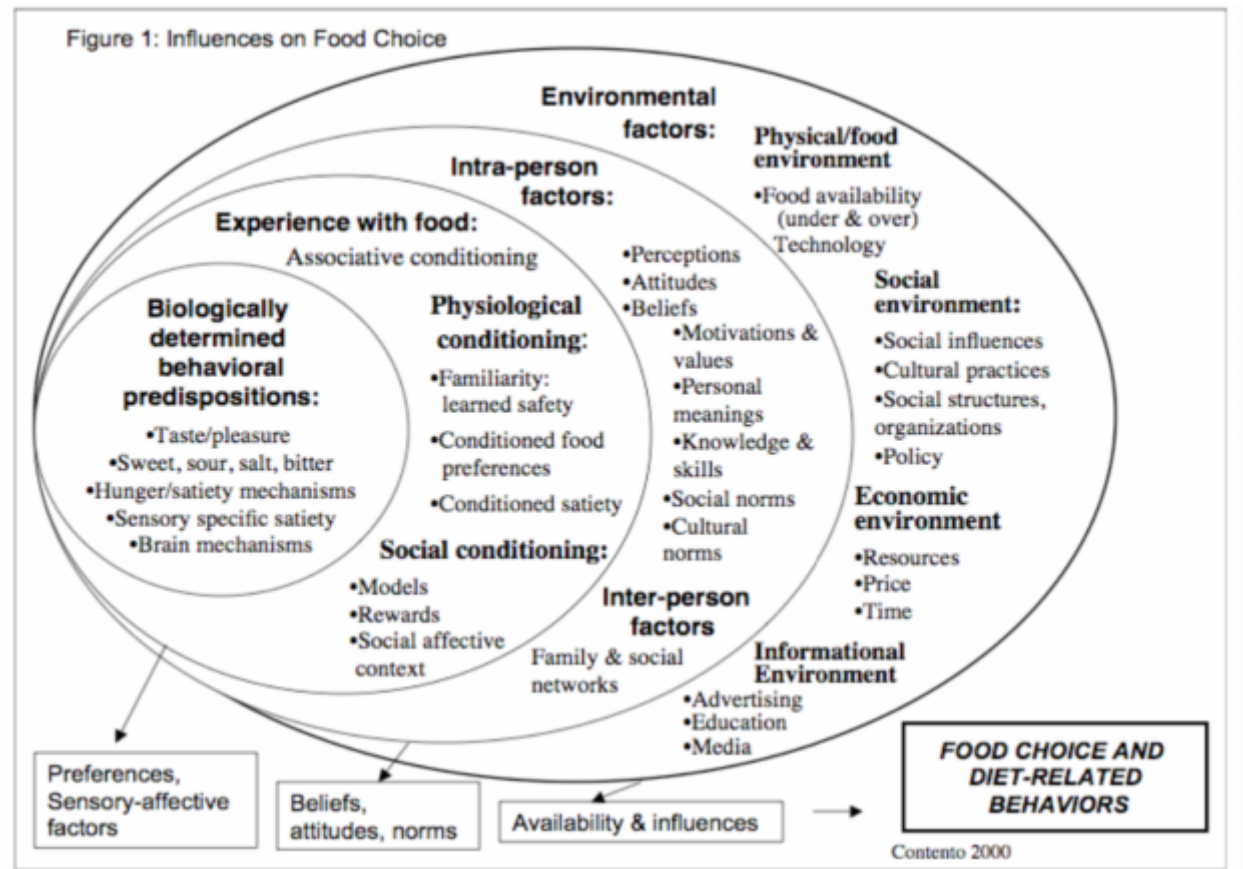 Figure 1: Influences on Food Choice
Environmental
factors:
Physical/food
environment
•Food availability
(under & over)
Technology
Social
environment:
•Social influences
•Cultural practices
•Social structures,
organizations
•Policy
Economic
environment
•Resources
•Price
•Time
Informational
Environment
•Advertising
•Education
•Media
Intra-person
factors:
•Perceptions
•Attitudes
•Beliefs
•Motivations &
values
•Personal
meanings
•Knowledge &
skills
•Social norms
•Cultural
norms
Inter-person
factors
Family & social
networks
Experience with food:
Associative conditioning
Physiological
conditioning:
•Familiarity:
learned safety
•Conditioned food
preferences
•Conditioned satiety
Social conditioning:
•Models
•Rewards
•Social affective
context
Biologically
determined
behavioral
predispositions:
•Taste/pleasure
•Sweet, sour, salt, bitter
•Hunger/satiety mechanisms
•Sensory specific satiety
•Brain mechanisms
Preferences,
Sensory-affective
factors
Beliefs,
attitudes, norms
Availability & influences
FOOD CHOICE AND
DIET-RELATED
BEHAVIORS
Contento 2000